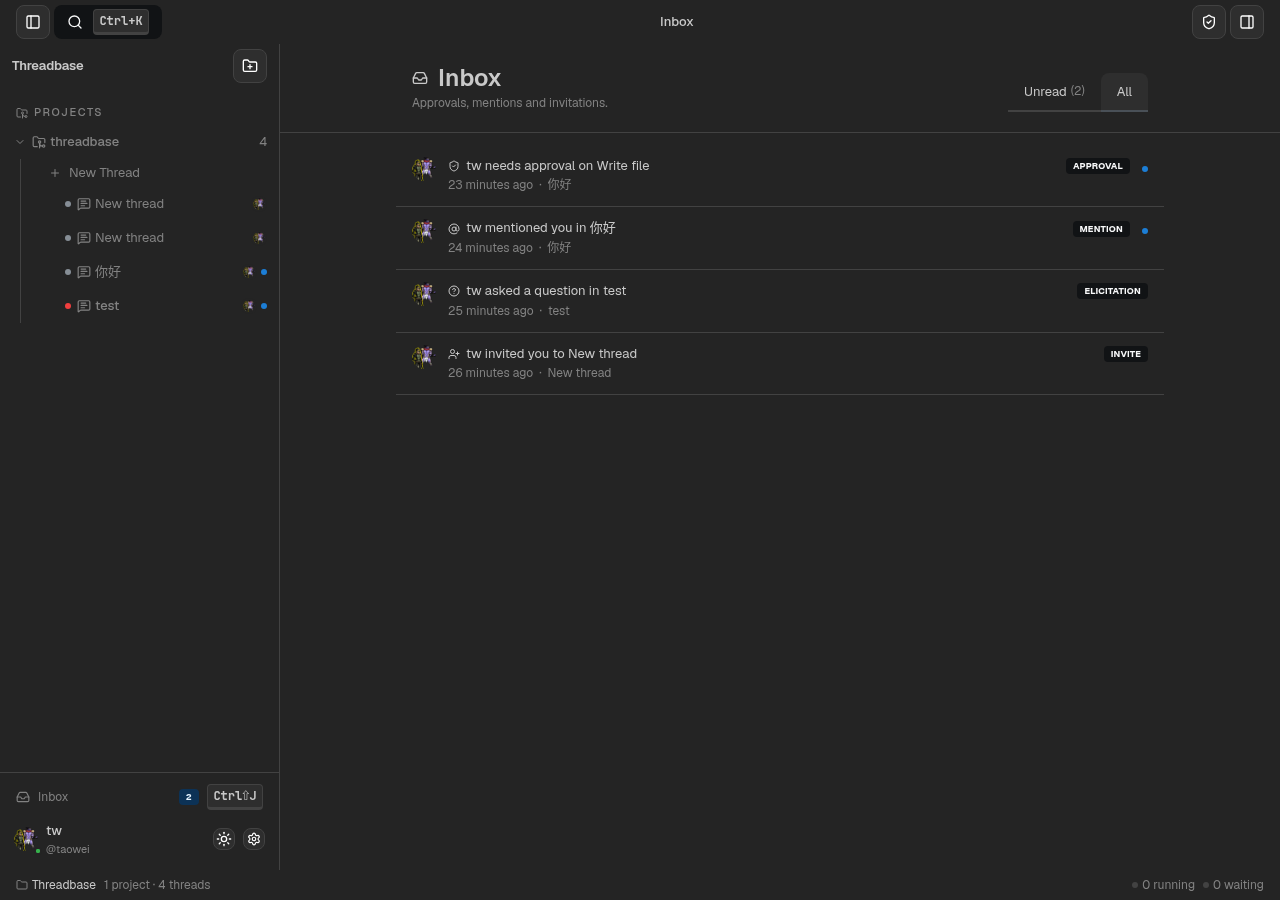 Ctrl+K
Inbox
Threadbase
PROJECTS
threadbase 4
New Thread
New thread
New thread
你好
test
Inbox
Approvals, mentions and invitations.
Unread (2)
All
tw needs approval on Write file
23 minutes ago · 你好
APPROVAL
tw mentioned you in 你好
24 minutes ago · 你好
MENTION
tw asked a question in test
25 minutes ago · test
ELICITATION
tw invited you to New thread
26 minutes ago · New thread
INVITE
Inbox 2 Ctrl⇧J
tw
@taowei
Threadbase 1 project · 4 threads
0 running 0 waiting